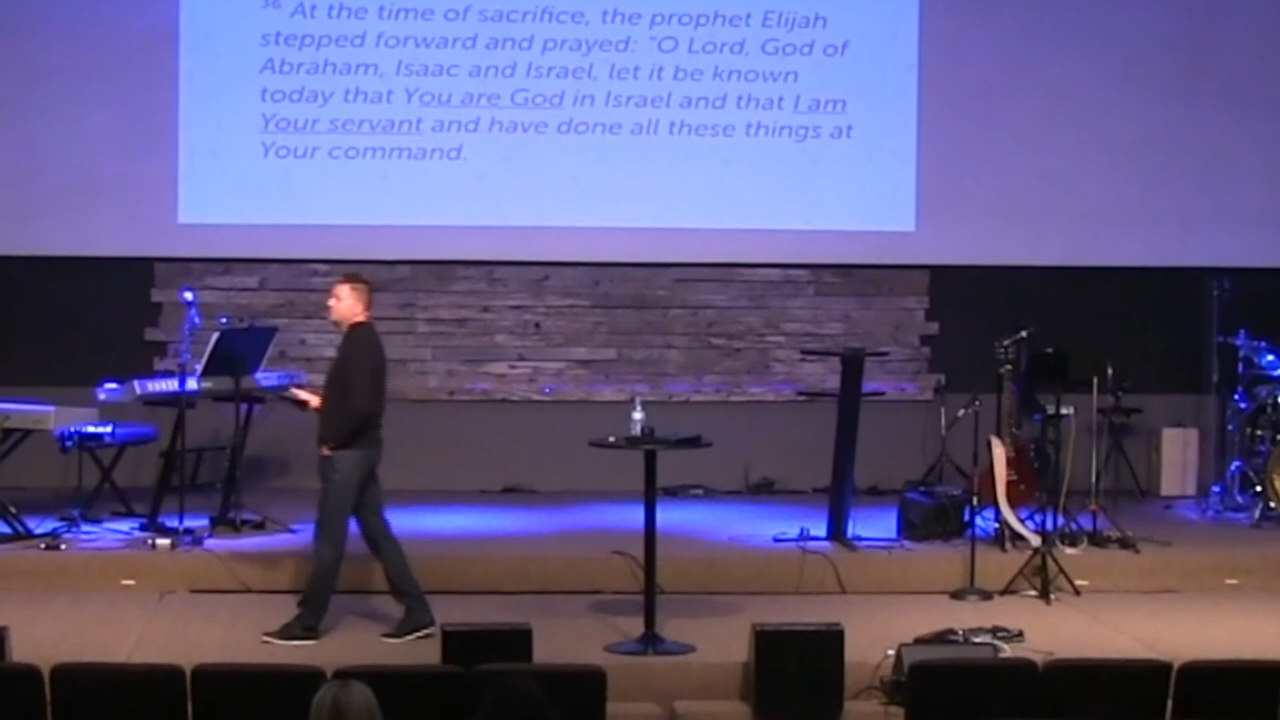 36 At the time of sacrifice, the prophet Elijah
stepped forward and prayed: "O Lord, God of
Abraham, Isaac and Israel, let it be known
today that You are God in Israel and that I am
Your servant and have done all these things at
Your command.